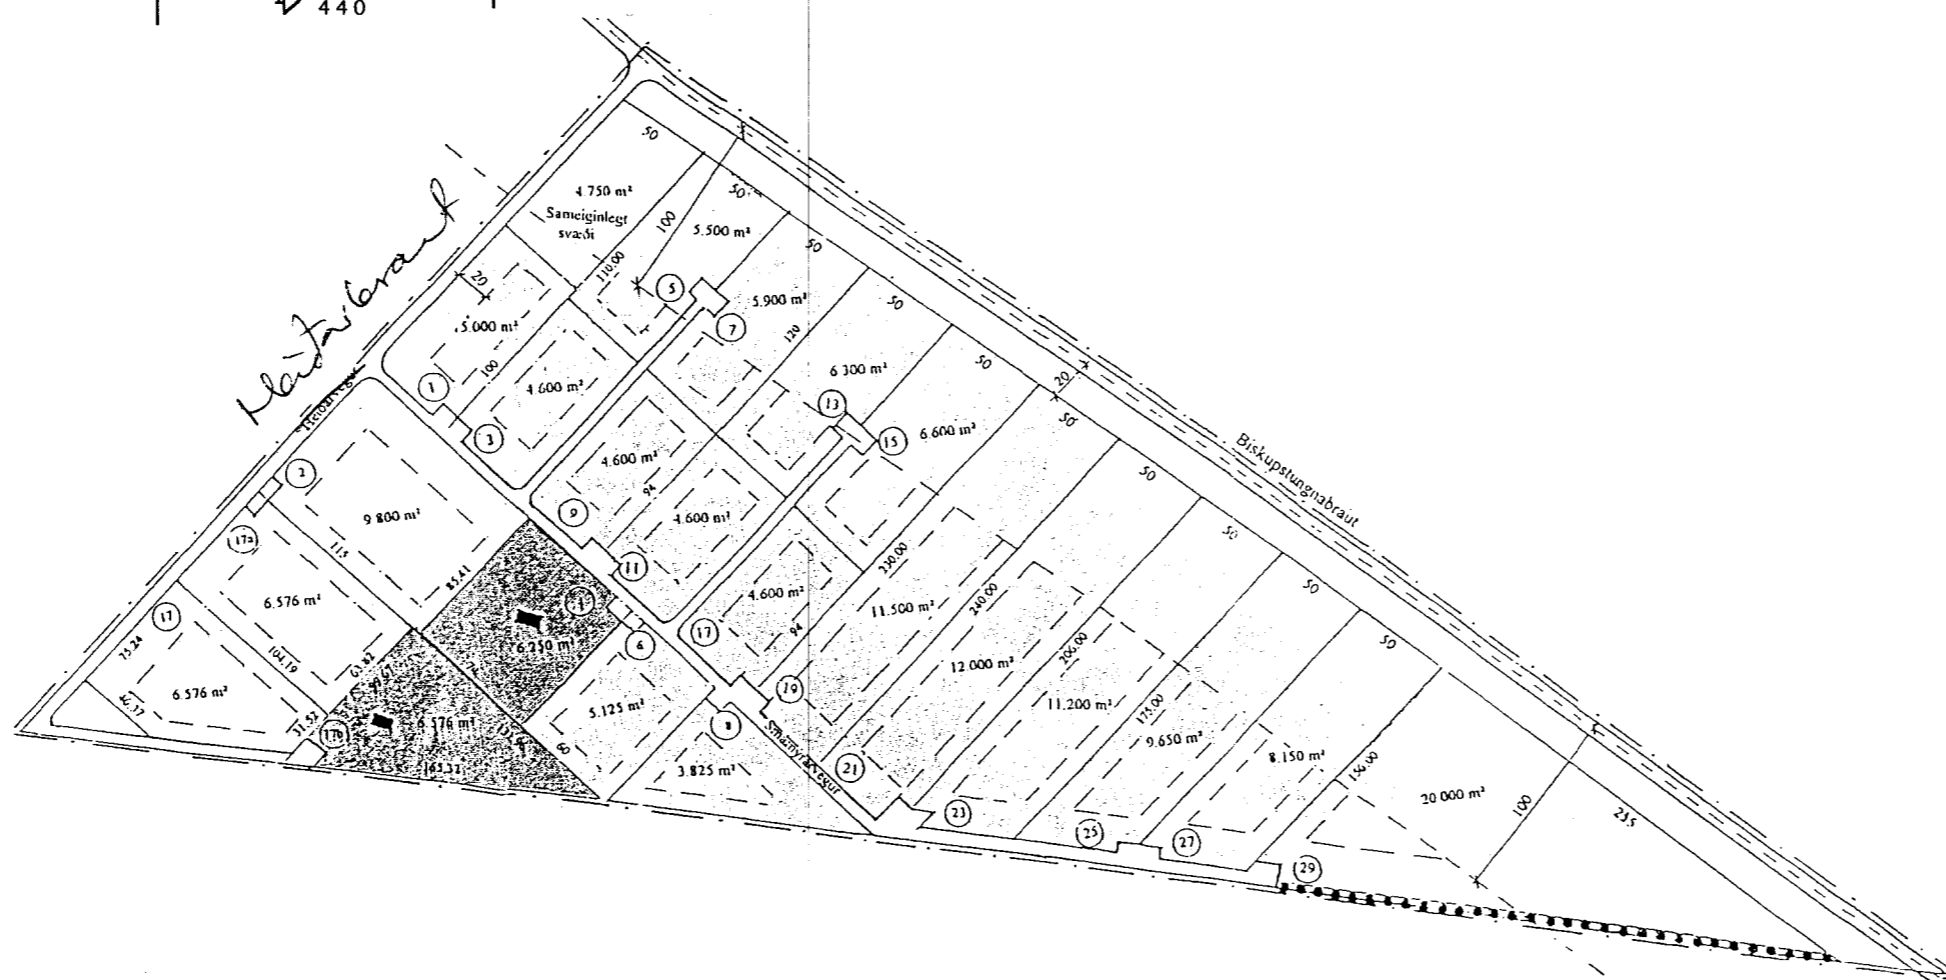 440
50
4.750 m²
Sameiginlegt
svæði
50
100
110.00
5.500 m²
50
20
5
5.900 m²
5.000 m²
7
120
50
1
100
4.600 m²
6 300 m²
50
20
3
13
15
6.600 m²
50
Biskupstungnabraut
2
9 800 m²
4.600 m²
94
9
4.600 m²
50
17a
115
11
230.00
50
85.41
6.576 m²
4.600 m²
11.500 m²
240.00
50
17
94
17
6.250 m²
6
206.00
50
75.24
104.19
63.82
12 000 m²
6.576 m²
46.37
19
11.200 m²
175.00
5.125 m²
31.52
17b
6.576 m²
60
8
Smámýrarvegur
9.650 m²
8.150 m²
156.00
165.37
3.825 m²
21
20 000 m²
100
235
23
25
27
29